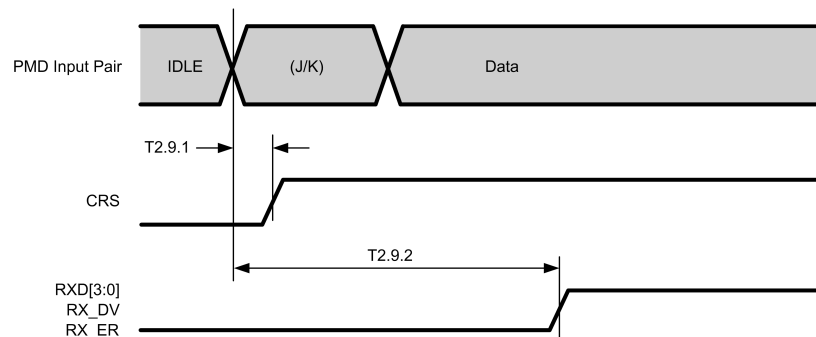 PMD Input Pair IDLE (J/K) Data
T2.9.1
CRS
T2.9.2
RXD[3:0]
RX_DV
RX_ER